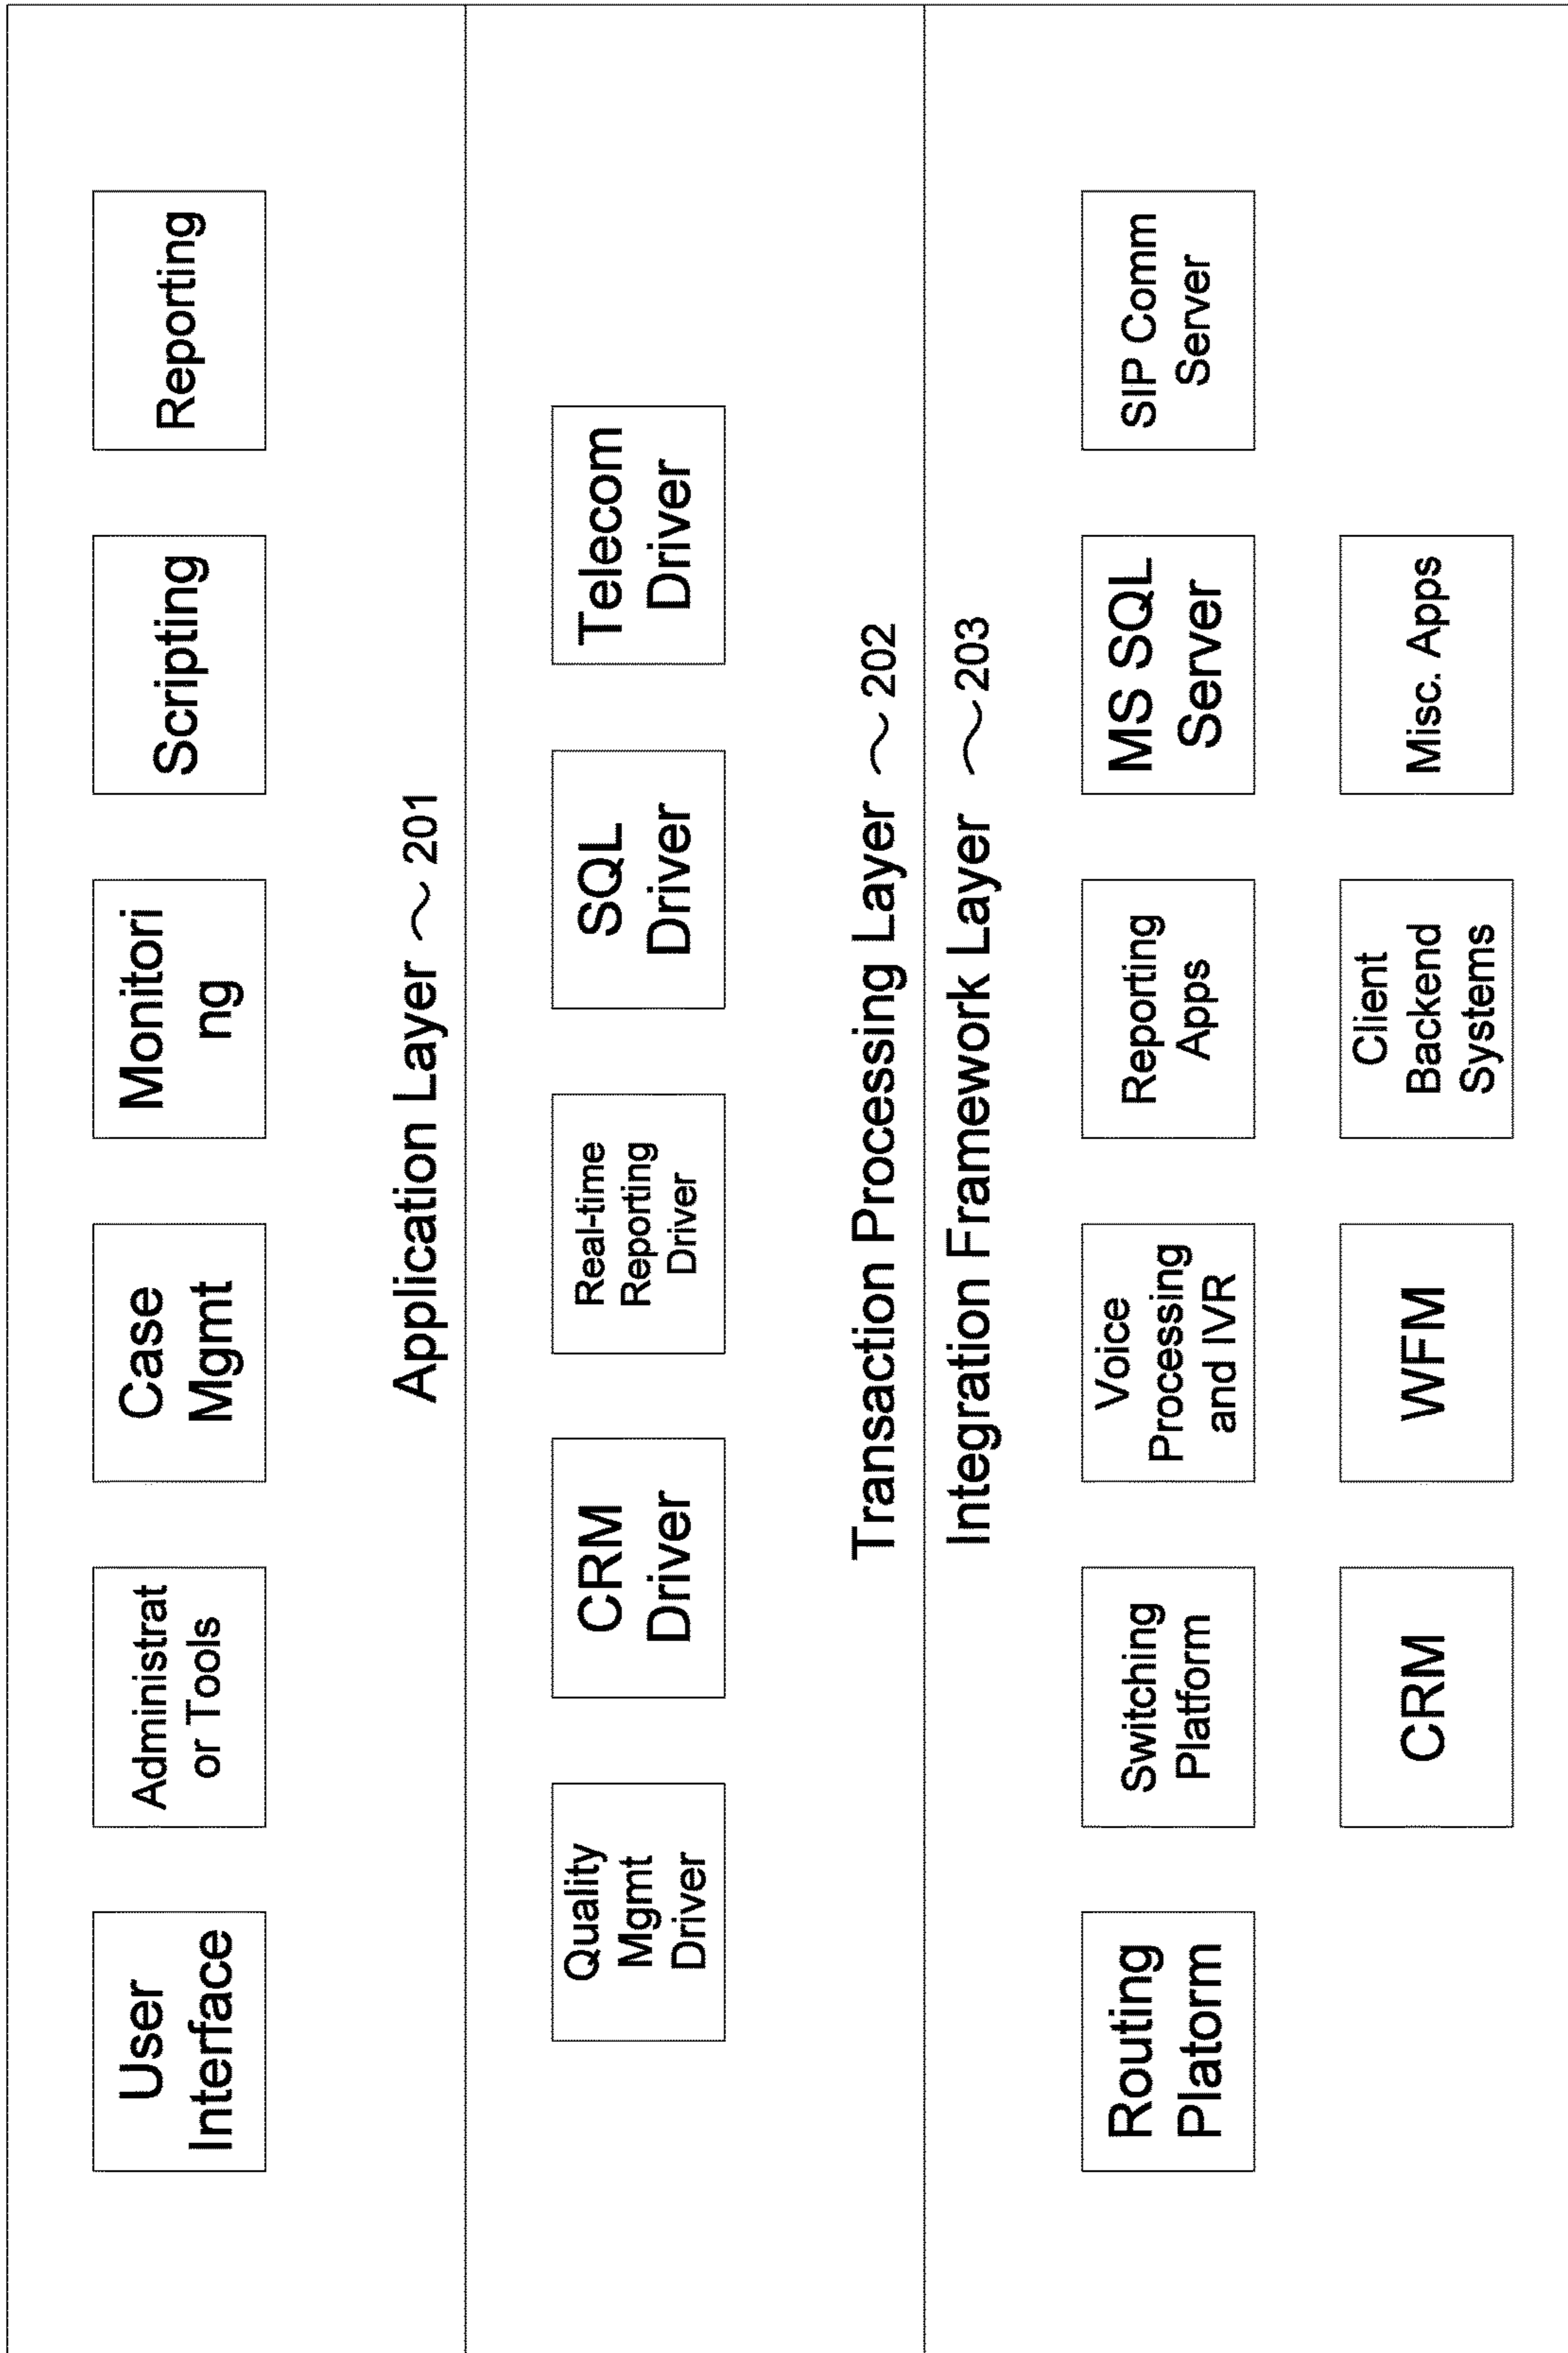 User
Interface
Administrat
or Tools
Case
Mgmt
Monitori
ng
Scripting
Reporting
Application Layer ~ 201
Quality
Mgmt
Driver
CRM
Driver
Real-time
Reporting
Driver
SQL
Driver
Telecom
Driver
Transaction Processing Layer ~ 202
Integration Framework Layer ~ 203
Routing
Platorm
Switching
Platform
Voice
Processing
and IVR
Reporting
Apps
MS SQL
Server
SIP Comm
Server
CRM
WFM
Client
Backend
Systems
Misc. Apps